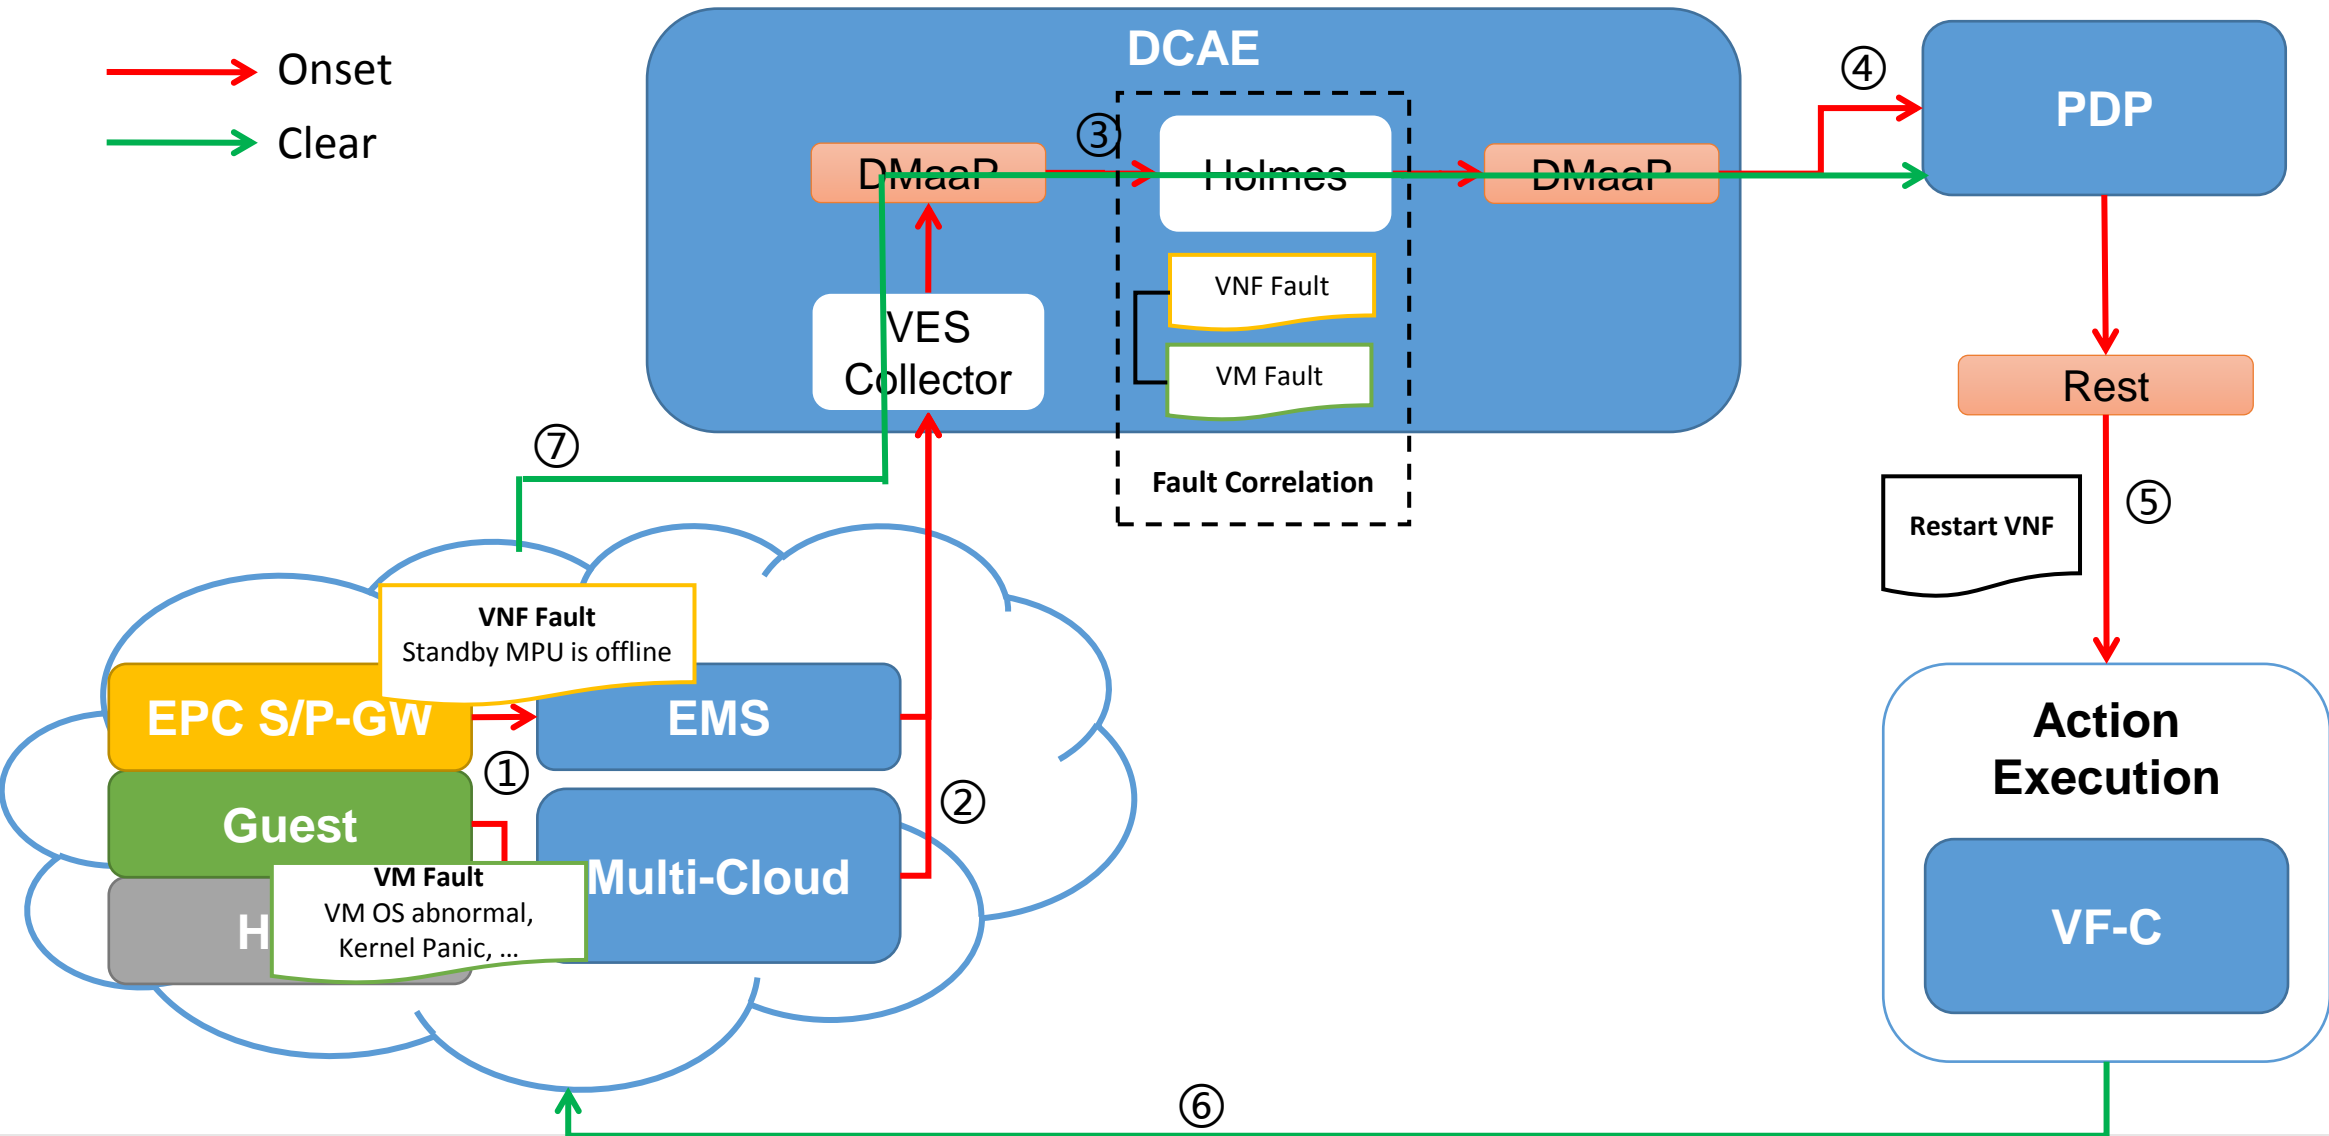 Onset
Clear
DCAE
DMaaP
③
Holmes
DMaaP
④
PDP
VES
Collector
VNF Fault
VM Fault
Fault Correlation
Rest
Restart VNF
⑤
⑦
VNF Fault
Standby MPU is offline
EPC S/P-GW
EMS
①
②
Guest
Multi-Cloud
VM Fault
VM OS abnormal,
Kernel Panic, ...
H
Action
Execution
VF-C
⑥